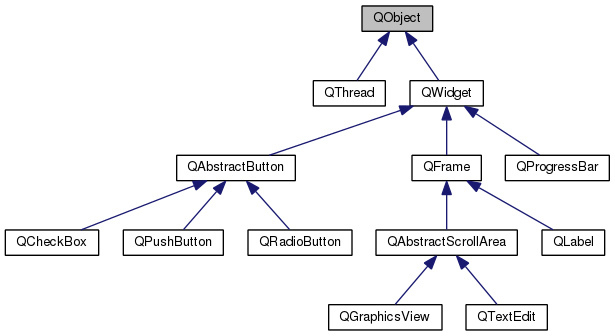 QObject
QThread
QWidget
QAbstractButton
QFrame
QProgressBar
QCheckBox
QPushButton
QRadioButton
QAbstractScrollArea
QLabel
QGraphicsView
QTextEdit